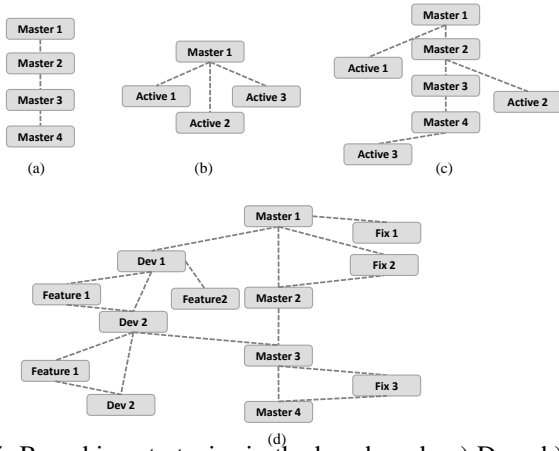 Master 1
Master 2
Master 3
Master 4
(a)
Master 1
Active 1
Active 3
Active 2
(b)
Master 1
Master 2
Active 1
Master 3
Active 2
Master 4
Active 3
(c)
Master 1
Fix 1
Dev 1
Fix 2
Feature 1
Feature2
Master 2
Dev 2
Master 3
Feature 1
Fix 3
Dev 2
Master 4
(d)